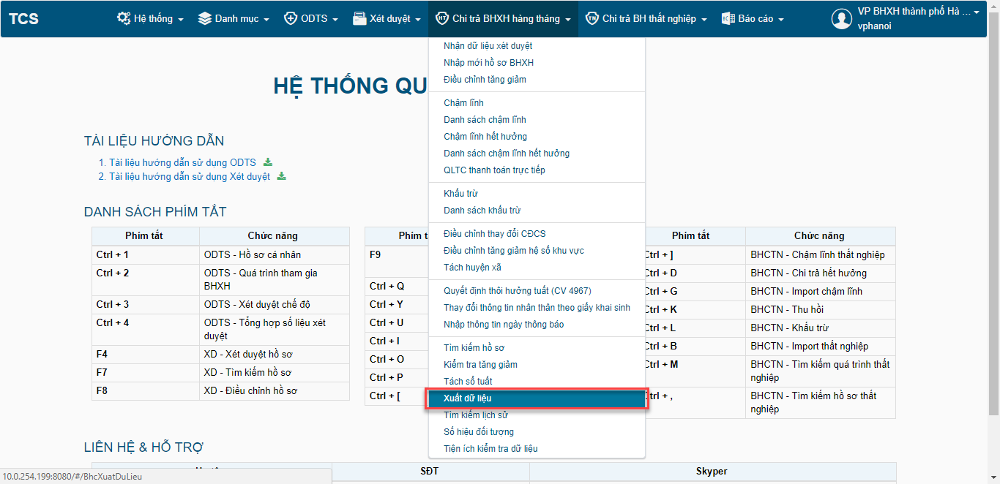 TCS
Hệ thống
Danh mục
ODTS
Xét duyệt
Chi trả BHXH hàng tháng
Chi trả BH thất nghiệp
Báo cáo
VP BHXH thành phố Hà ...
vphanoi
Nhận dữ liệu xét duyệt
Nhập mới hồ sơ BHXH
Điều chỉnh tăng giảm
Chậm lĩnh
Danh sách chậm lĩnh
Chậm lĩnh hết hưởng
Danh sách chậm lĩnh hết hưởng
QLTC thanh toán trực tiếp
Khấu trừ
Danh sách khấu trừ
Điều chỉnh thay đổi CĐCS
Điều chỉnh tăng giảm hệ số khu vực
Tách huyện xã
Quyết định thôi hưởng tuất (CV 4967)
Thay đổi thông tin nhân thân theo giấy khai sinh
Nhập thông tin ngày thông báo
Tìm kiếm hồ sơ
Kiểm tra tăng giảm
Tách sổ tuất
Xuất dữ liệu
Tìm kiếm lịch sử
Số hiệu đối tượng
Tiện ích kiểm tra dữ liệu
HỆ THỐNG QU
TÀI LIỆU HƯỚNG DẪN
1. Tài liệu hướng dẫn sử dụng ODTS
2. Tài liệu hướng dẫn sử dụng Xét duyệt
DANH SÁCH PHÍM TẮT
Phím tắt Chức năng
Ctrl + 1 ODTS - Hồ sơ cá nhân
Ctrl + 2 ODTS - Quá trình tham gia
BHXH
Ctrl + 3 ODTS - Xét duyệt chế độ
Ctrl + 4 ODTS - Tổng hợp số liệu xét
duyệt
F4 XD - Xét duyệt hồ sơ
F7 XD - Tìm kiếm hồ sơ
F8 XD - Điều chỉnh hồ sơ
Phím t
F9
Ctrl + Q
Ctrl + Y
Ctrl + U
Ctrl + I
Ctrl + O
Ctrl + P
Ctrl + [
Phím tắt Chức năng
Ctrl + ] BHCTN - Chậm lĩnh thất nghiệp
Ctrl + D BHCTN - Chi trả hết hưởng
Ctrl + G BHCTN - Import chậm lĩnh
Ctrl + K BHCTN - Thu hồi
Ctrl + L BHCTN - Khấu trừ
Ctrl + B BHCTN - Import thất nghiệp
Ctrl + M BHCTN - Tìm kiếm quá trình thất
nghiệp
trl + , BHCTN - Tìm kiếm hồ sơ thất
nghiệp
LIÊN HỆ & HỖ TRỢ
SĐT Skyper
10.0.254.199:8080/#/BhcXuatDuLieu